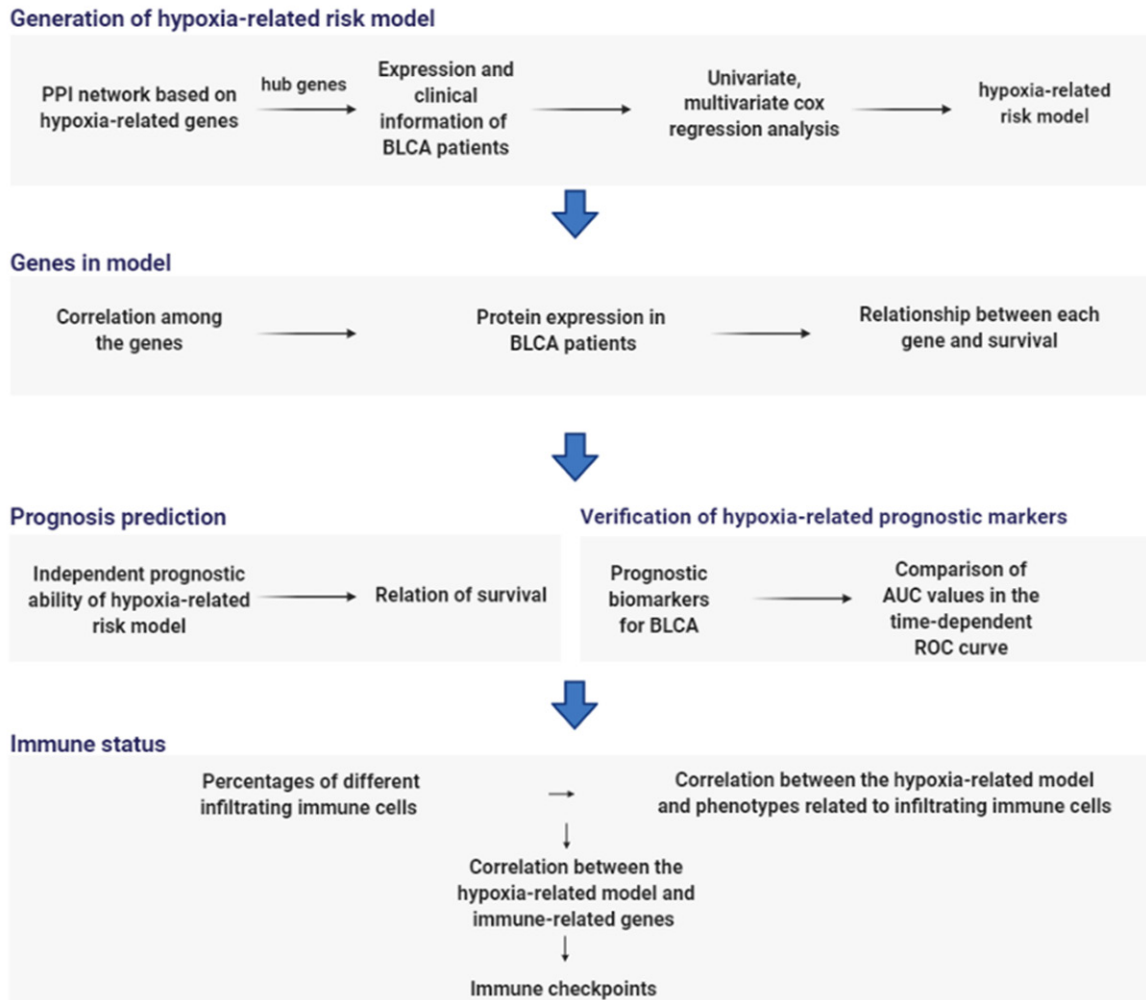 Generation of hypoxia-related risk model
PPI network based on
hypoxia-related genes
hub genes
Expression and
clinical
information of
BLCA patients
Univariate,
multivariate cox
regression analysis
hypoxia-related
risk model
Genes in model
Correlation among
the genes
Protein expression in
BLCA patients
Relationship between each
gene and survival
Prognosis prediction
Independent prognostic
ability of hypoxia-related
risk model
Relation of survival
Verification of hypoxia-related prognostic markers
Prognostic
biomarkers
for BLCA
Comparison of
AUC values in the
time-dependent
ROC curve
Immune status
Percentages of different
infiltrating immune cells
Correlation between the hypoxia-related model
and phenotypes related to infiltrating immune cells
Correlation between the
hypoxia-related model and
immune-related genes
Immune checkpoints